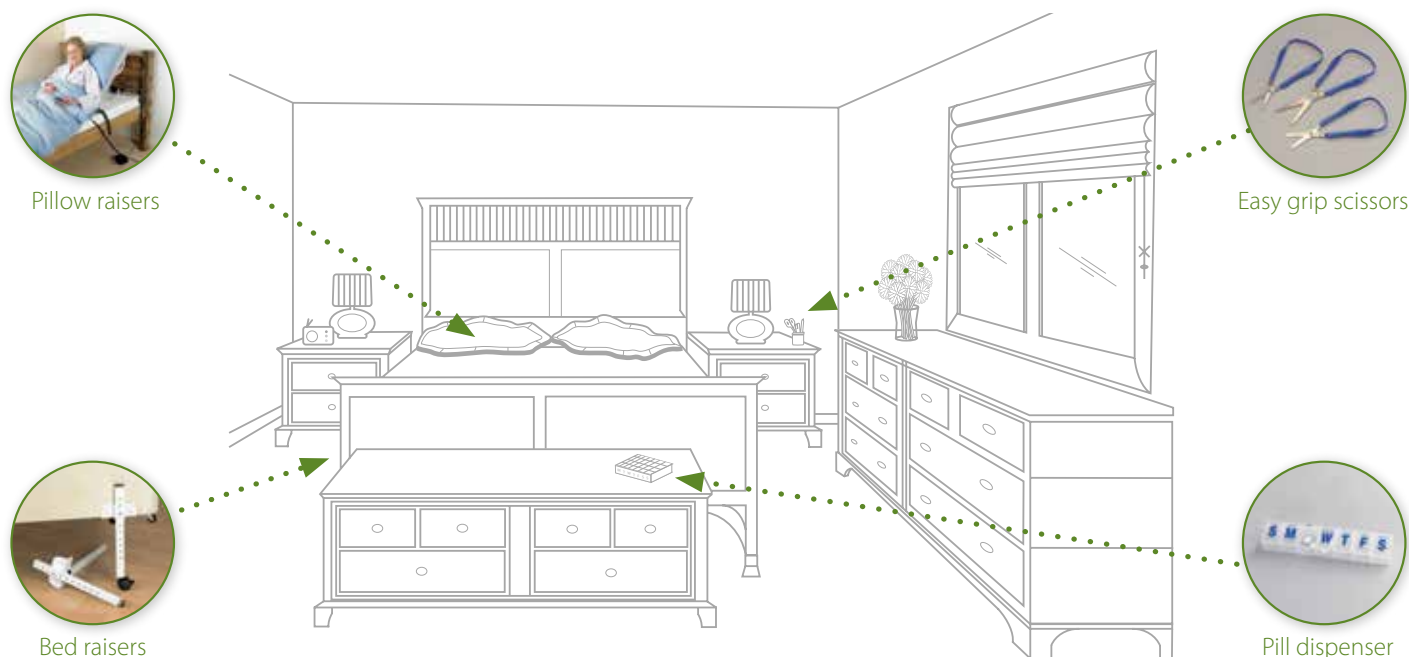 Pillow raisers
Easy grip scissors
Bed raisers
S M W T F S
Pill dispenser